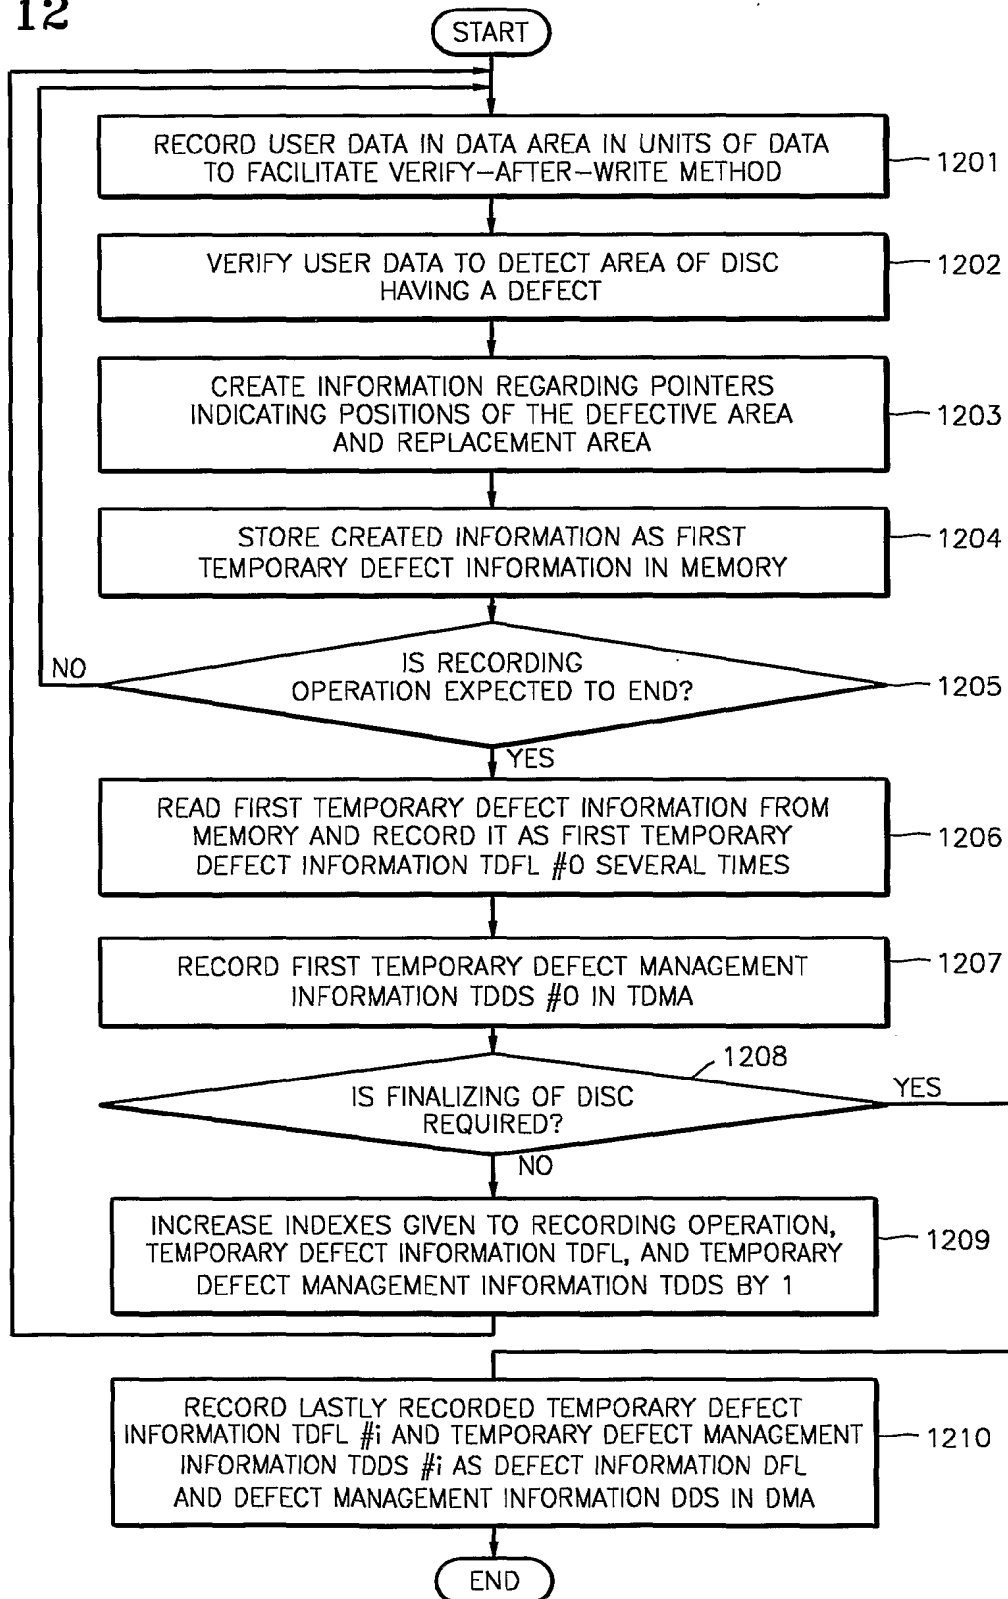 12
START
RECORD USER DATA IN DATA AREA IN UNITS OF DATA
TO FACILITATE VERIFY-AFTER-WRITE METHOD
1201
VERIFY USER DATA TO DETECT AREA OF DISC
HAVING A DEFECT
1202
CREATE INFORMATION REGARDING POINTERS
INDICATING POSITIONS OF THE DEFECTIVE AREA
AND REPLACEMENT AREA
1203
STORE CREATED INFORMATION AS FIRST
TEMPORARY DEFECT INFORMATION IN MEMORY
1204
NO
IS RECORDING
OPERATION EXPECTED TO END?
1205
YES
READ FIRST TEMPORARY DEFECT INFORMATION FROM
MEMORY AND RECORD IT AS FIRST TEMPORARY
DEFECT INFORMATION TDFL #0 SEVERAL TIMES
1206
RECORD FIRST TEMPORARY DEFECT MANAGEMENT
INFORMATION TDDS #0 IN TDMA
1207
1208
IS FINALIZING OF DISC
REQUIRED?
YES
NO
INCREASE INDEXES GIVEN TO RECORDING OPERATION,
TEMPORARY DEFECT INFORMATION TDFL, AND TEMPORARY
DEFECT MANAGEMENT INFORMATION TDDS BY 1
1209
RECORD LASTLY RECORDED TEMPORARY DEFECT
INFORMATION TDFL #i AND TEMPORARY DEFECT MANAGEMENT
INFORMATION TDDS #i AS DEFECT INFORMATION DFL
AND DEFECT MANAGEMENT INFORMATION DDS IN DMA
1210
END